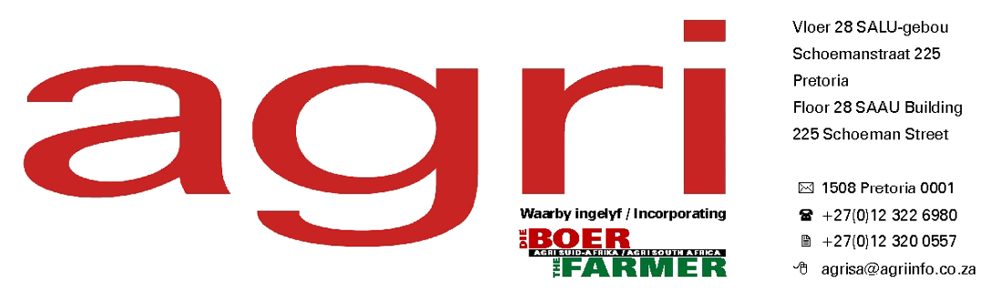 agri
Waarby ingelyf / Incorporating
DIE BOER
AGRI SUID-AFRIKA / AGRI SOUTH AFRICA
THE FARMER
Vloer 28 SALU-gebou
Schoemanstraat 225
Pretoria
Floor 28 SAAU Building
225 Schoeman Street
1508 Pretoria 0001
+27(0)12 322 6980
+27(0)12 320 0557
agrisa@agriinfo.co.za